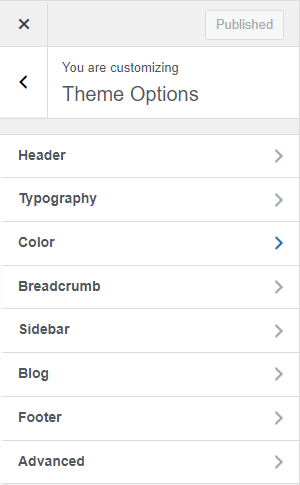 Published
You are customizing
Theme Options
Header
Typography
Color
Breadcrumb
Sidebar
Blog
Footer
Advanced